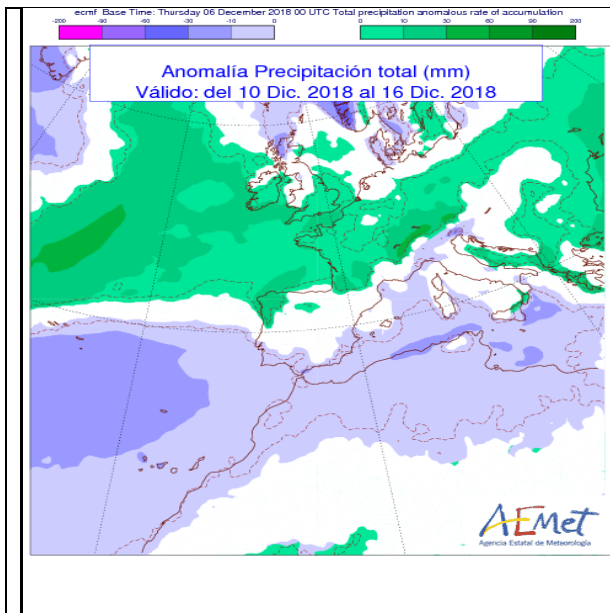 ecmf Base Time: Thursday 06 December 2018 00 UTC Total precipitation anomalous rate of accumulation
-200 -90 -60 -30 -10 0 0 10 30 60 90 200
Anomalía Precipitación total (mm)
Válido: del 10 Dic. 2018 al 16 Dic. 2018
AEMet
Agencia Estatal de Meteorología